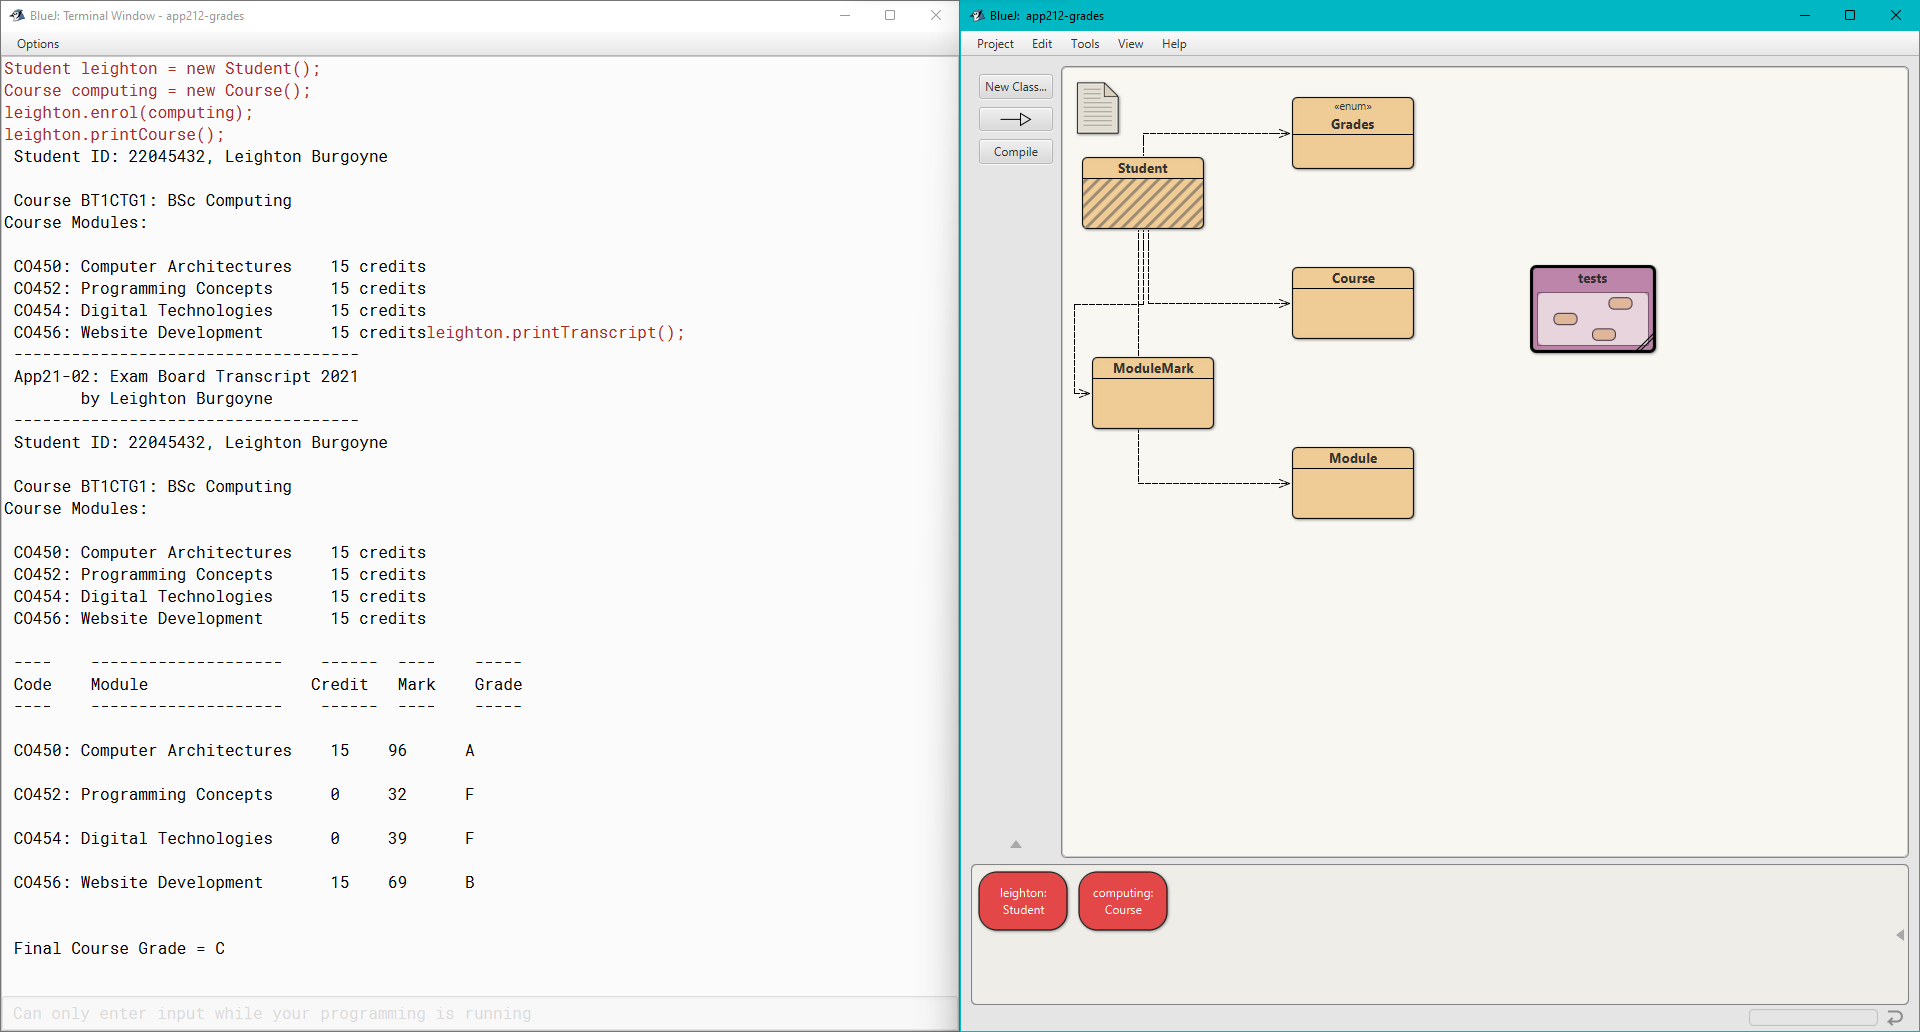 BlueJ: Terminal Window - app212-grades
Options
Student leighton = new Student();
Course computing = new Course();
leighton.enrol(computing);
leighton.printCourse();
Student ID: 22045432, Leighton Burgoyne
Course BT1CTG1: BSc Computing
Course Modules:
CO450: Computer Architectures    15 credits
CO452: Programming Concepts      15 credits
CO454: Digital Technologies      15 credits
CO456: Website Development       15 creditsleighton.printTranscript();
------------------------------------
App21-02: Exam Board Transcript 2021
by Leighton Burgoyne
------------------------------------
Student ID: 22045432, Leighton Burgoyne
Course BT1CTG1: BSc Computing
Course Modules:
CO450: Computer Architectures    15 credits
CO452: Programming Concepts      15 credits
CO454: Digital Technologies      15 credits
CO456: Website Development       15 credits
----    --------------------    ------  ----    -----
Code    Module                 Credit   Mark    Grade
----    --------------------    ------  ----    -----
CO450: Computer Architectures    15    96      A
CO452: Programming Concepts      0     32      F
CO454: Digital Technologies      0     39      F
CO456: Website Development       15    69      B
Final Course Grade = C
Can only enter input while your programming is running
BlueJ: app212-grades
Project Edit Tools View Help
New Class...
Compile
«enum»
Grades
Student
Course
tests
ModuleMark
Module
leighton:
Student
computing:
Course